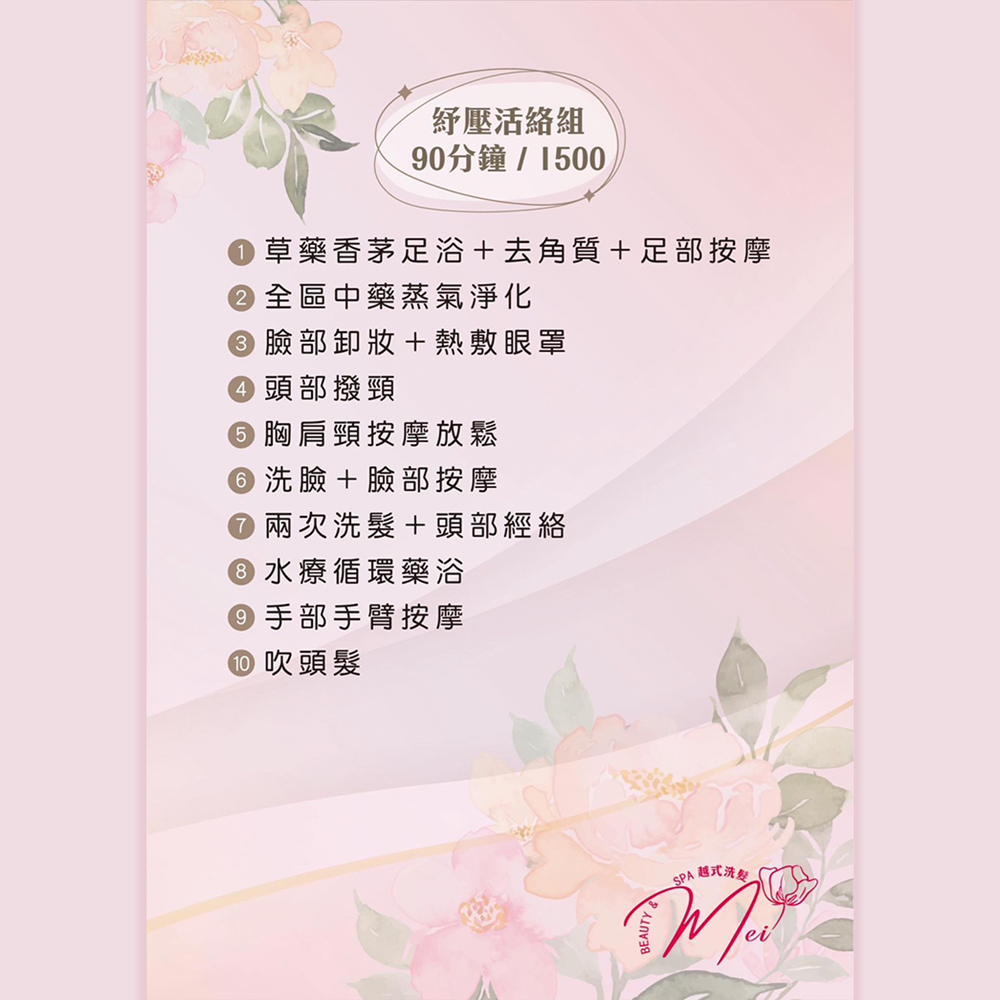 紓壓活絡組
90分鐘 / 1500
1 草藥香茅足浴＋去角質＋足部按摩
2 全區中藥蒸氣淨化
3 臉部卸妝＋熱敷眼罩
4 頭部撥頸
5 胸肩頸按摩放鬆
6 洗臉＋臉部按摩
7 兩次洗髮＋頭部經絡
8 水療循環藥浴
9 手部手臂按摩
10 吹頭髮
BEAUTY & SPA 越式洗髮
Mei